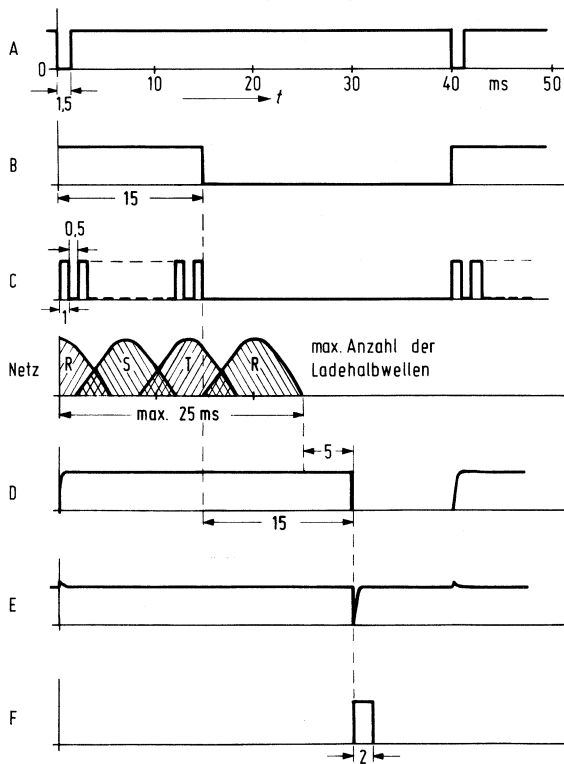 A
0
1,5
10
t
20
30
40
ms
50
B
15
0,5
C
1
Netz
R
S
T
R
max. Anzahl der
Ladehalbwellen
max. 25 ms
5
D
15
E
F
2